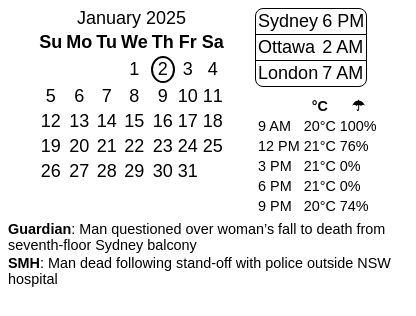 January 2025
Su Mo Tu We Th Fr Sa
1 2 3 4
5 6 7 8 9 10 11
12 13 14 15 16 17 18
19 20 21 22 23 24 25
26 27 28 29 30 31
Sydney 6 PM
Ottawa 2 AM
London 7 AM
°C ☂
9 AM 20°C 100%
12 PM 21°C 76%
3 PM 21°C 0%
6 PM 21°C 0%
9 PM 20°C 74%
Guardian: Man questioned over woman’s fall to death from
seventh-floor Sydney balcony
SMH: Man dead following stand-off with police outside NSW
hospital